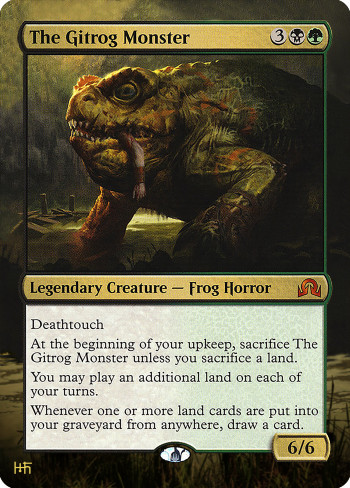 The Gitrog Monster 3
Legendary Creature — Frog Horror
Deathtouch
At the beginning of your upkeep, sacrifice The
Gitrog Monster unless you sacrifice a land.
You may play an additional land on each of
your turns.
Whenever one or more land cards are put into
your graveyard from anywhere, draw a card.
6/6